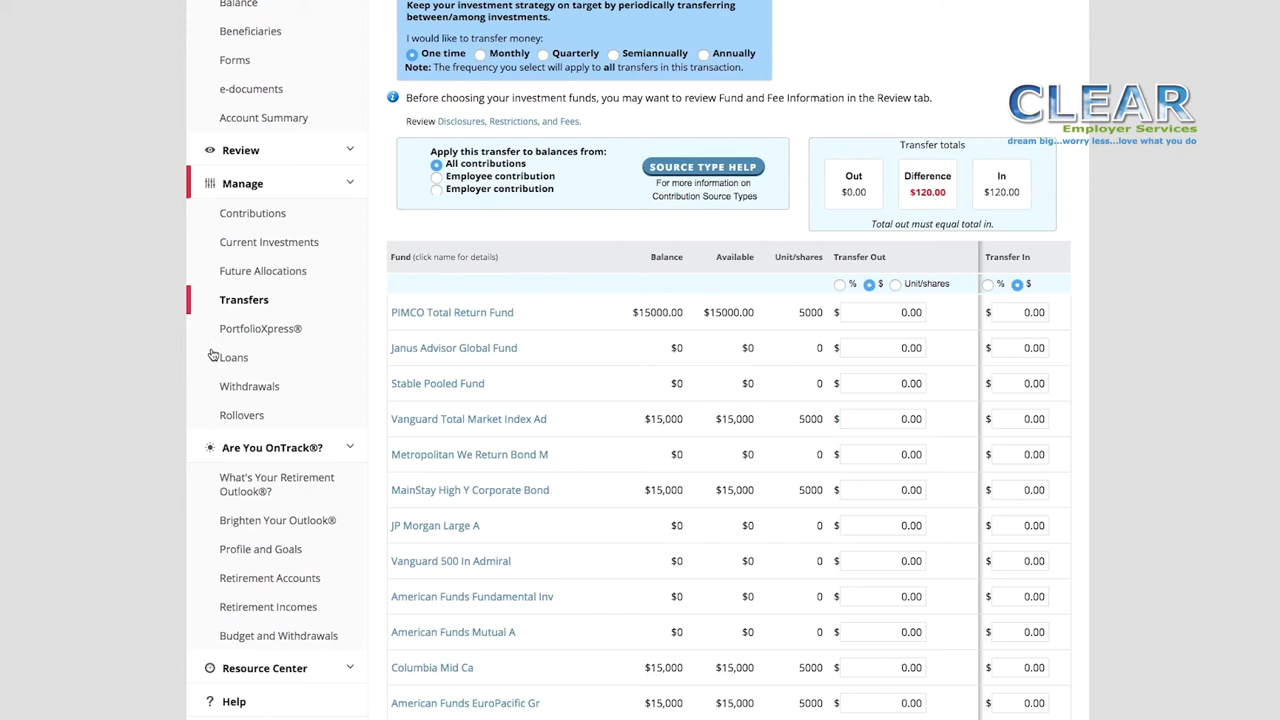 Balance
Beneficiaries
Forms
e-documents
Account Summary
Review
Manage
Contributions
Current Investments
Future Allocations
Transfers
PortfolioXpress®
Loans
Withdrawals
Rollovers
Are You OnTrack®?
What's Your Retirement
Outlook®?
Brighten Your Outlook®
Profile and Goals
Retirement Accounts
Retirement Incomes
Budget and Withdrawals
Resource Center
? Help
Keep your investment strategy on target by periodically transferring
between/among investments.
I would like to transfer money:
One time Monthly Quarterly Semiannually Annually
Note: The frequency you select will apply to all transfers in this transaction.
Before choosing your investment funds, you may want to review Fund and Fee Information in the Review tab.
Review Disclosures, Restrictions, and Fees.
CLEAR
Employer Services
dream big...worry less...love what you do
Apply this transfer to balances from:
All contributions
Employee contribution
Employer contribution
SOURCE TYPE HELP
For more information on
Contribution Source Types
Transfer totals
Out Difference In
$0.00 $120.00 $120.00
Total out must equal total in.
Fund (click name for details) Balance Available Unit/shares Transfer Out Transfer In
% $ Unit/shares % $
PIMCO Total Return Fund $15000.00 $15000.00 5000 $ 0.00 $ 0.00
Janus Advisor Global Fund $0 $0 0 $ 0.00 $ 0.00
Stable Pooled Fund $0 $0 0 $ 0.00 $ 0.00
Vanguard Total Market Index Ad $15,000 $15,000 5000 $ 0.00 $ 0.00
Metropolitan We Return Bond M $0 $0 0 $ 0.00 $ 0.00
MainStay High Y Corporate Bond $15,000 $15,000 5000 $ 0.00 $ 0.00
JP Morgan Large A $0 $0 0 $ 0.00 $ 0.00
Vanguard 500 In Admiral $0 $0 0 $ 0.00 $ 0.00
American Funds Fundamental Inv $0 $0 0 $ 0.00 $ 0.00
American Funds Mutual A $0 $0 0 $ 0.00 $ 0.00
Columbia Mid Ca $15,000 $15,000 5000 $ 0.00 $ 0.00
American Funds EuroPacific Gr $15,000 $15,000 5000 $ 0.00 $ 0.00